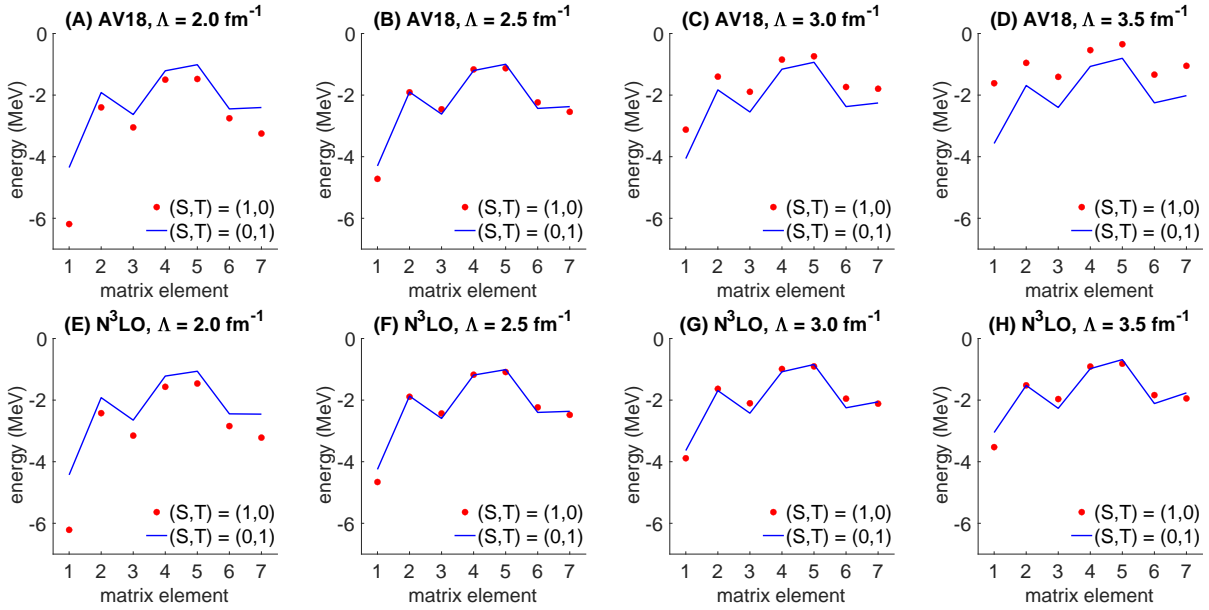 (A) AV18, Λ = 2.0 fm⁻¹
energy (MeV)
0
-2
-4
-6
(S,T) = (1,0)
(S,T) = (0,1)
1 2 3 4 5 6 7
matrix element
(B) AV18, Λ = 2.5 fm⁻¹
energy (MeV)
0
-2
-4
-6
(S,T) = (1,0)
(S,T) = (0,1)
1 2 3 4 5 6 7
matrix element
(C) AV18, Λ = 3.0 fm⁻¹
energy (MeV)
0
-2
-4
-6
(S,T) = (1,0)
(S,T) = (0,1)
1 2 3 4 5 6 7
matrix element
(D) AV18, Λ = 3.5 fm⁻¹
energy (MeV)
0
-2
-4
-6
(S,T) = (1,0)
(S,T) = (0,1)
1 2 3 4 5 6 7
matrix element
(E) N³LO, Λ = 2.0 fm⁻¹
energy (MeV)
0
-2
-4
-6
(S,T) = (1,0)
(S,T) = (0,1)
1 2 3 4 5 6 7
matrix element
(F) N³LO, Λ = 2.5 fm⁻¹
energy (MeV)
0
-2
-4
-6
(S,T) = (1,0)
(S,T) = (0,1)
1 2 3 4 5 6 7
matrix element
(G) N³LO, Λ = 3.0 fm⁻¹
energy (MeV)
0
-2
-4
-6
(S,T) = (1,0)
(S,T) = (0,1)
1 2 3 4 5 6 7
matrix element
(H) N³LO, Λ = 3.5 fm⁻¹
energy (MeV)
0
-2
-4
-6
(S,T) = (1,0)
(S,T) = (0,1)
1 2 3 4 5 6 7
matrix element